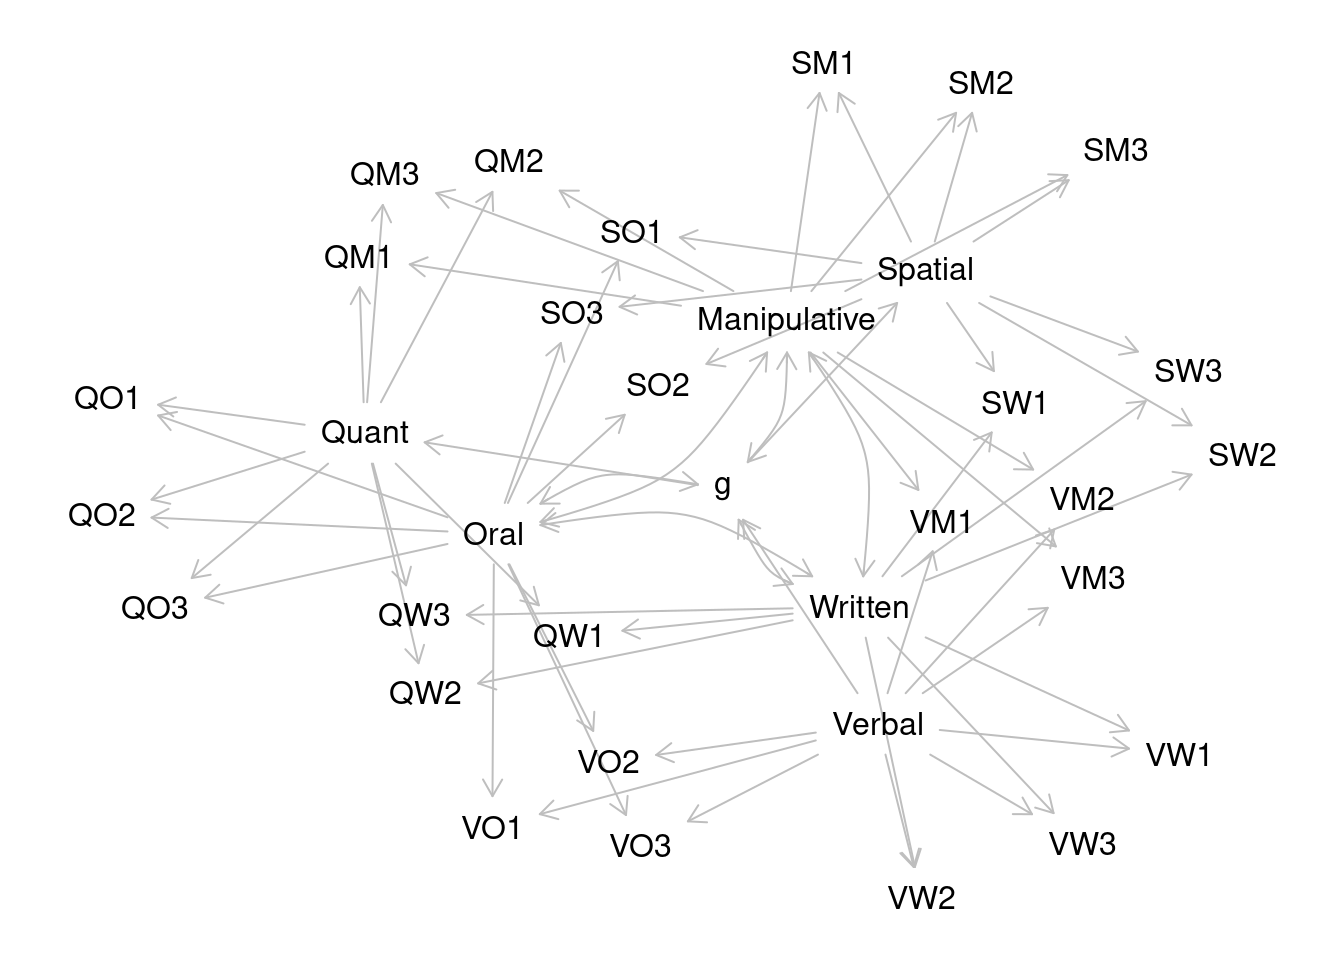 SM1
SM2
SM3
QM2
QM3
SO1
QM1
Spatial
SO3
Manipulative
SW3
SO2
QO1
SW1
Quant
SW2
g
VM2
QO2
VM1
Oral
VM3
QO3
Written
QW3
QW1
QW2
Verbal
VW1
VO2
VO1
VO3
VW3
VW2